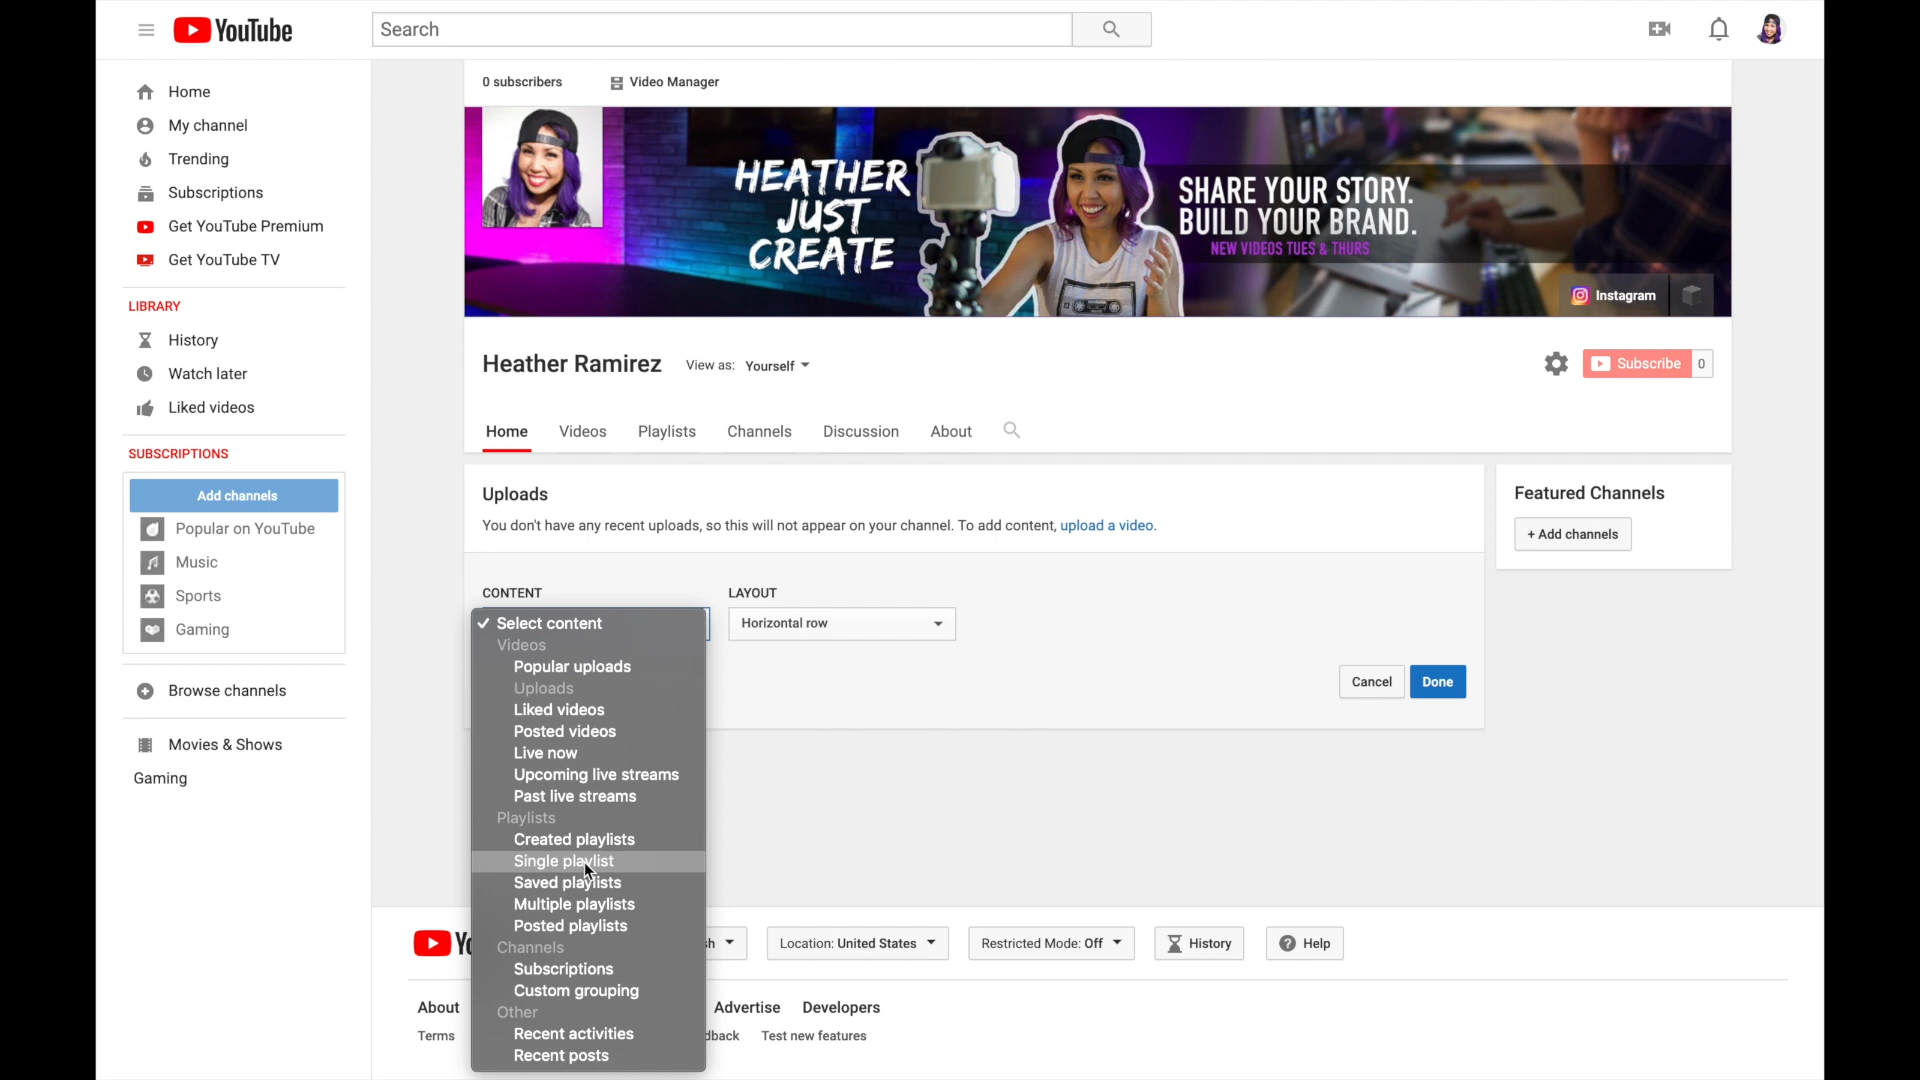 YouTube
Search
Home
My channel
Trending
Subscriptions
Get YouTube Premium
Get YouTube TV
LIBRARY
History
Watch later
Liked videos
SUBSCRIPTIONS
Add channels
Popular on YouTube
Music
Sports
Gaming
Browse channels
Movies & Shows
Gaming
0 subscribers
Video Manager
HEATHER
JUST
CREATE
SHARE YOUR STORY.
BUILD YOUR BRAND.
NEW VIDEOS TUES & THURS
Instagram
Heather Ramirez
View as: Yourself
Subscribe 0
Home Videos Playlists Channels Discussion About
Uploads
You don't have any recent uploads, so this will not appear on your channel. To add content, upload a video.
Featured Channels
+ Add channels
CONTENT
LAYOUT
Horizontal row
Cancel
Done
✓ Select content
Videos
Popular uploads
Uploads
Liked videos
Posted videos
Live now
Upcoming live streams
Past live streams
Playlists
Created playlists
Single playlist
Saved playlists
Multiple playlists
Posted playlists
Channels
Subscriptions
Custom grouping
Other
Recent activities
Recent posts
Location: United States
Restricted Mode: Off
History
Help
About
Advertise
Developers
Terms
Test new features